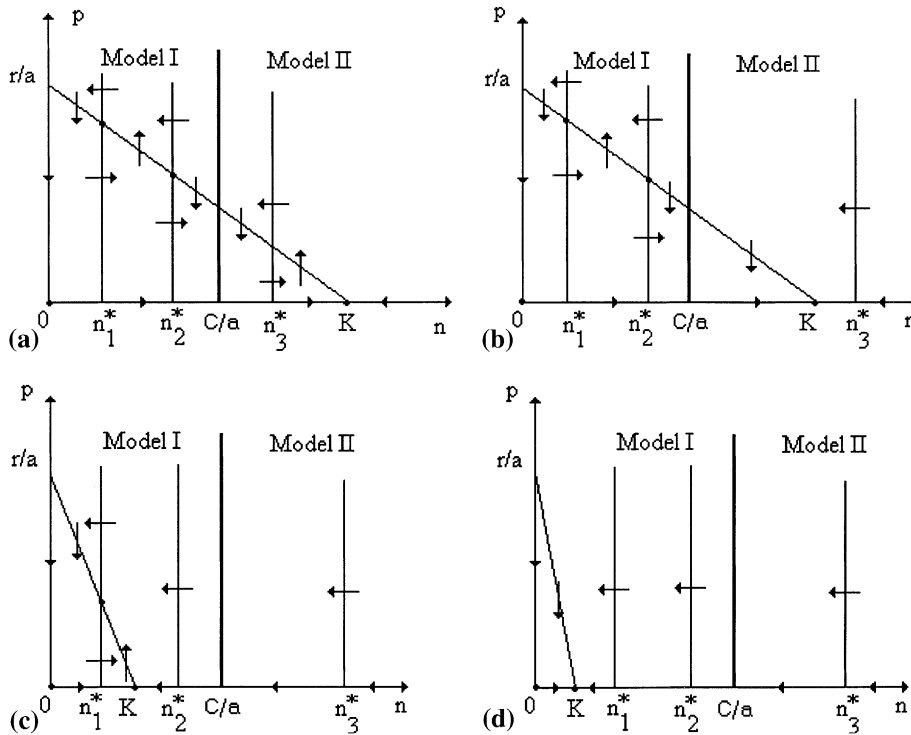 p
Model I
Model II
r/a
0
n*1
n*2
C/a
n*3
K
n
(a)
p
Model I
Model II
r/a
0
n*1
n*2
C/a
K
n*3
n
(b)
p
Model I
Model II
r/a
0
n*1
K
n*2
C/a
n*3
n
(c)
p
Model I
Model II
r/a
0
K
n*1
n*2
C/a
n*3
n
(d)